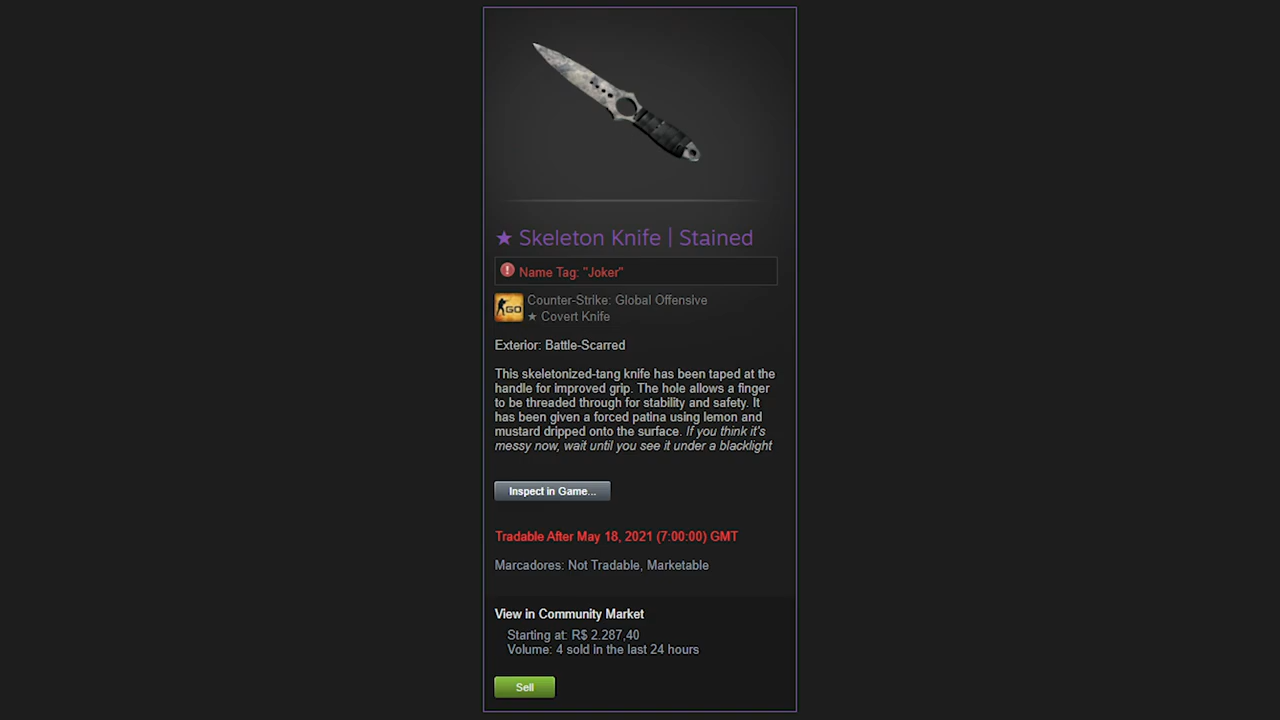 ★ Skeleton Knife | Stained
Name Tag: "Joker"
GO
Counter-Strike: Global Offensive
★ Covert Knife
Exterior: Battle-Scarred
This skeletonized-tang knife has been taped at the
handle for improved grip. The hole allows a finger
to be threaded through for stability and safety. It
has been given a forced patina using lemon and
mustard dripped onto the surface. If you think it's
messy now, wait until you see it under a blacklight
Inspect in Game...
Tradable After May 18, 2021 (7:00:00) GMT
Marcadores: Not Tradable, Marketable
View in Community Market
Starting at: R$ 2.287,40
Volume: 4 sold in the last 24 hours
Sell